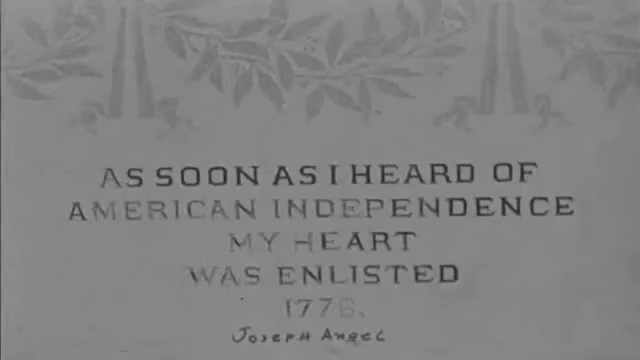 AS SOON AS I HEARD OF
AMERICAN INDEPENDENCE
MY HEART
WAS ENLISTED
1776.
Joseph Angel